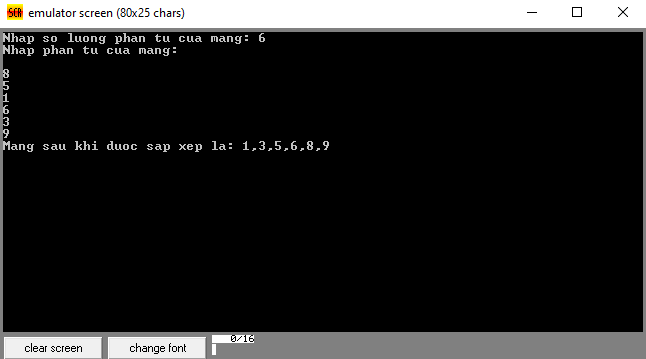 SCR emulator screen (80x25 chars)
Nhap so luong phan tu cua mang: 6
Nhap phan tu cua mang:
8
5
1
6
3
9
Mang sau khi duoc sap xep la: 1,3,5,6,8,9
clear screen change font 0/16